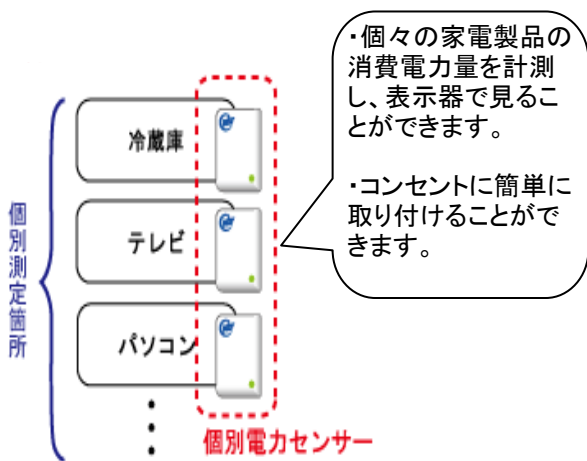 ・個々の家電製品の
消費電力量を計測
し、表示器で見るこ
とができます。
・コンセントに簡単に
取り付けることがで
きます。
冷蔵庫
テレビ
パソコン
個別測定箇所
個別電力センサー